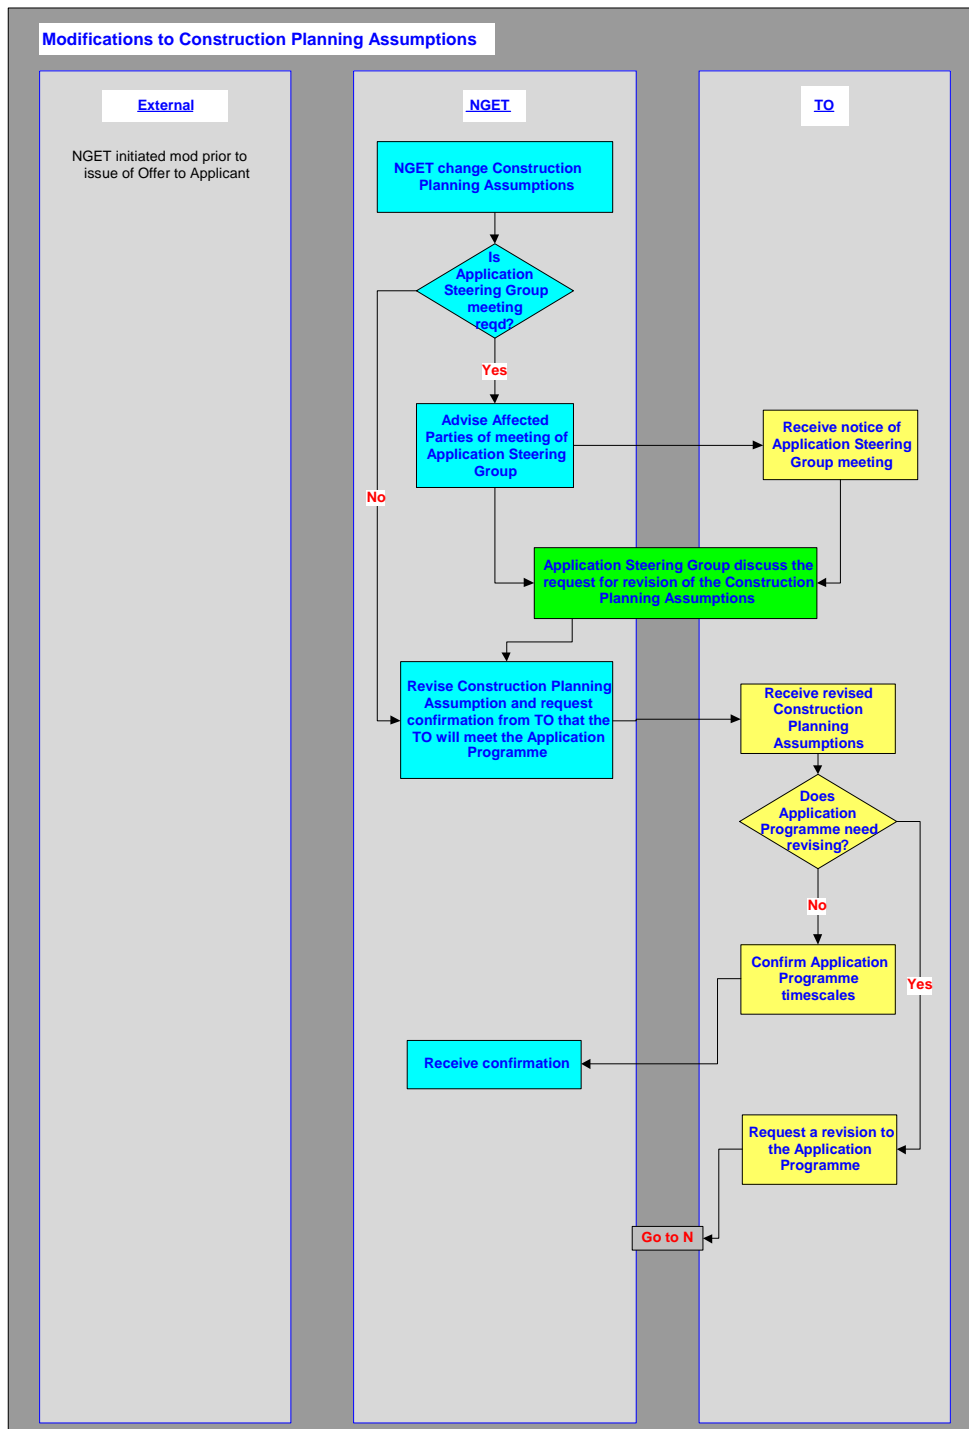 Modifications to Construction Planning Assumptions
External
NGET
TO
NGET initiated mod prior to
issue of Offer to Applicant
NGET change Construction
Planning Assumptions
Is
Application
Steering Group
meeting
reqd?
Yes
Advise Affected
Parties of meeting of
Application Steering
Group
Receive notice of
Application Steering
Group meeting
No
Application Steering Group discuss the
request for revision of the Construction
Planning Assumptions
Revise Construction Planning
Assumption and request
confirmation from TO that the
TO will meet the Application
Programme
Receive revised
Construction
Planning
Assumptions
Does
Application
Programme need
revising?
No
Confirm Application
Programme
timescales
Yes
Receive confirmation
Request a revision to
the Application
Programme
Go to N